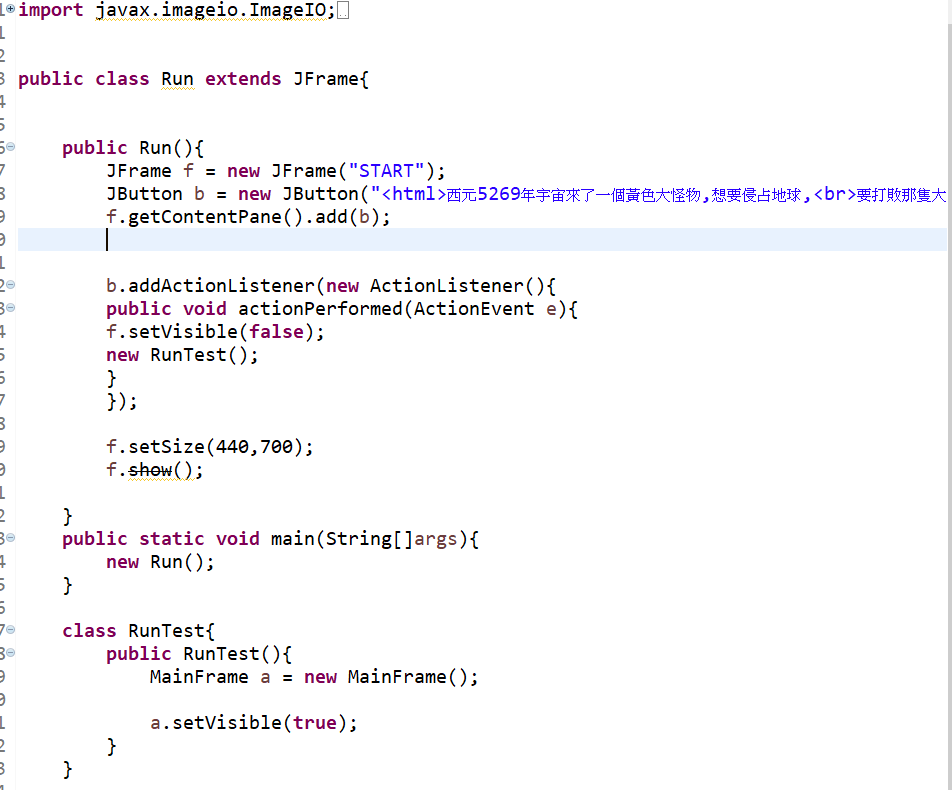 import javax.imageio.ImageIO;
public class Run extends JFrame{
public Run(){
JFrame f = new JFrame("START");
JButton b = new JButton("<html>西元5269年宇宙來了一個黃色大怪物,想要侵占地球,<br>要打敗那隻大
f.getContentPane().add(b);
b.addActionListener(new ActionListener(){
public void actionPerformed(ActionEvent e){
f.setVisible(false);
new RunTest();
}
});
f.setSize(440,700);
f.show();
}
public static void main(String[]args){
new Run();
}
class RunTest{
public RunTest(){
MainFrame a = new MainFrame();
a.setVisible(true);
}
}